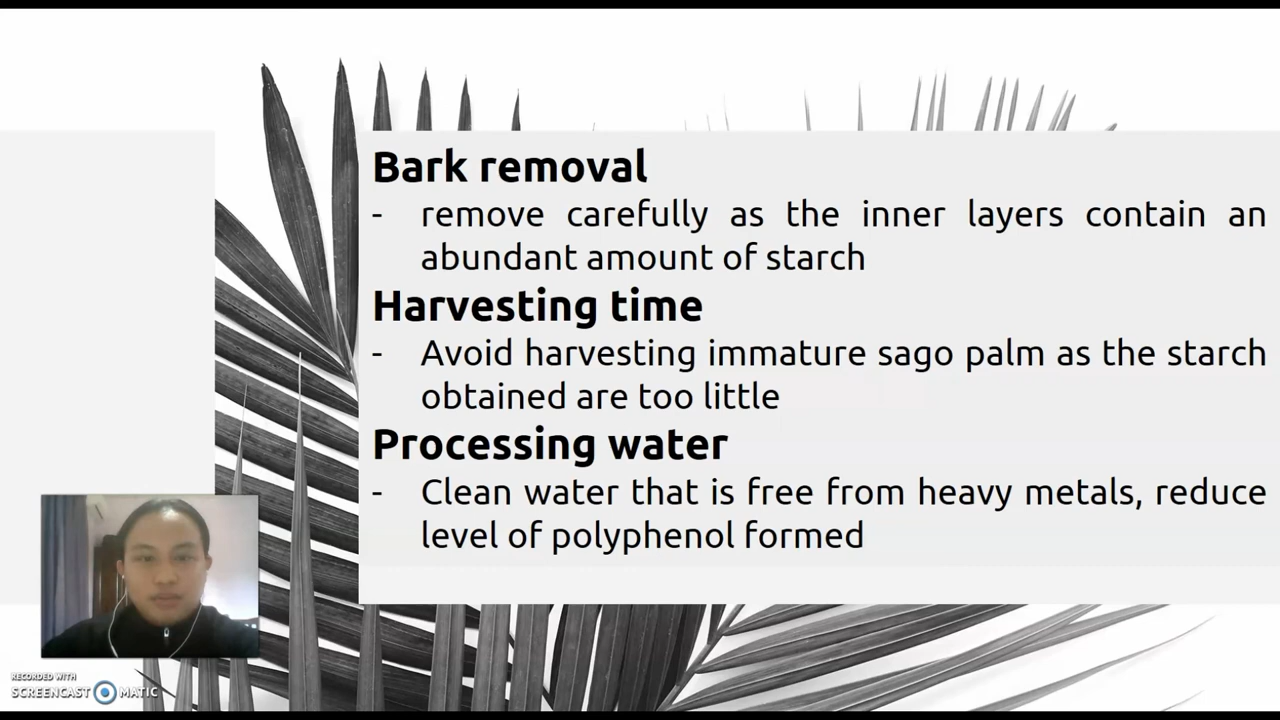 Bark removal
- remove carefully as the inner layers contain an
abundant amount of starch
Harvesting time
- Avoid harvesting immature sago palm as the starch
obtained are too little
Processing water
- Clean water that is free from heavy metals, reduce
level of polyphenol formed
RECORDED WITH
SCREENCAST MATIC